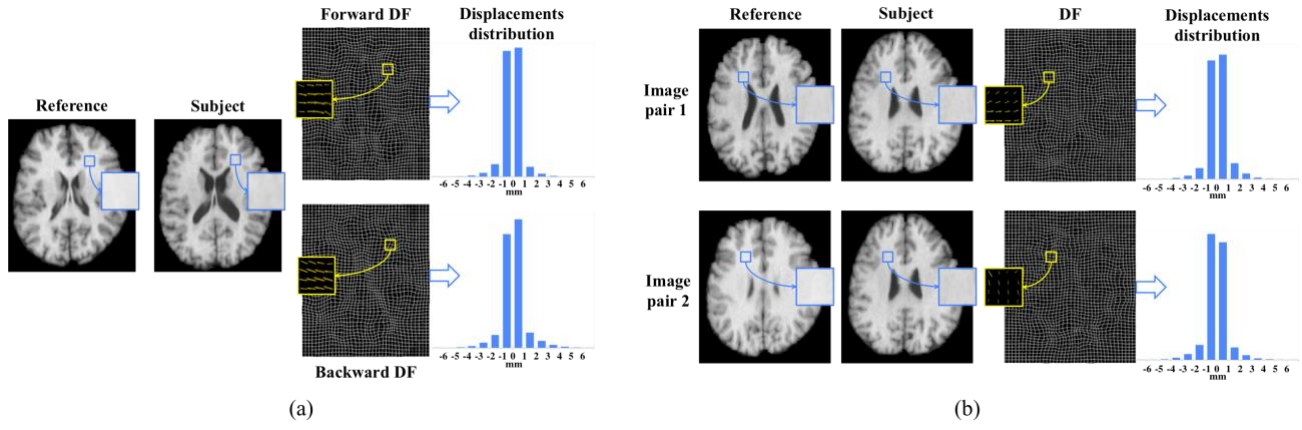 Forward DF
Displacements
distribution
Reference
Subject
-6 -5 -4 -3 -2 -1 0 1 2 3 4 5 6
mm
-6 -5 -4 -3 -2 -1 0 1 2 3 4 5 6
mm
Backward DF
(a)
Reference
Subject
DF
Displacements
distribution
Image
pair 1
-6 -5 -4 -3 -2 -1 0 1 2 3 4 5 6
mm
Image
pair 2
-6 -5 -4 -3 -2 -1 0 1 2 3 4 5 6
mm
(b)